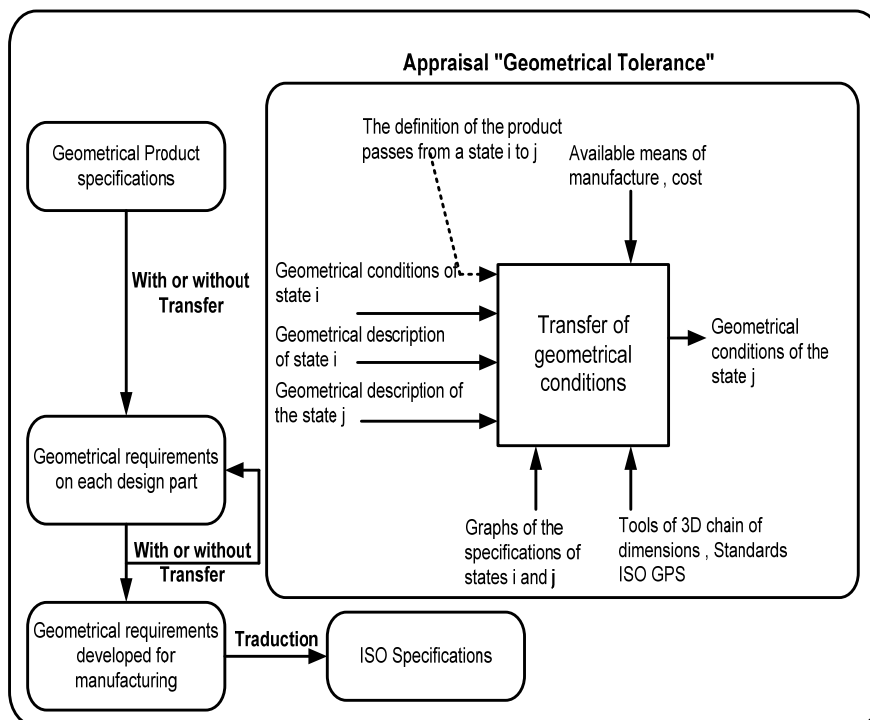 Appraisal "Geometrical Tolerance"
Geometrical Product
specifications
With or without
Transfer
Geometrical requirements
on each design part
With or without
Transfer
Geometrical requirements
developed for
manufacturing
Traduction
ISO Specifications
The definition of the product
passes from a state i to j
Available means of
manufacture , cost
Geometrical conditions of
state i
Geometrical description
of state i
Geometrical description of
the state j
Transfer of
geometrical
conditions
Geometrical
conditions of the
state j
Graphs of the
specifications of
states i and j
Tools of 3D chain of
dimensions , Standards
ISO GPS